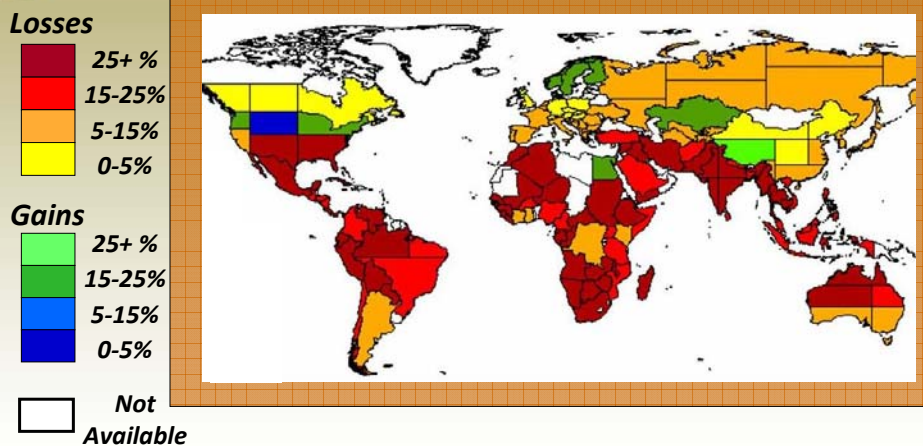 Losses
25+ %
15-25%
5-15%
0-5%
Gains
25+ %
15-25%
5-15%
0-5%
Not
Available